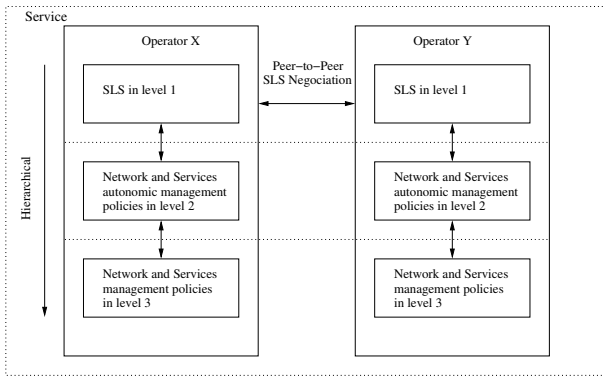 Service
Operator X
Operator Y
Peer−to−Peer
SLS Negociation
SLS in level 1
SLS in level 1
Hierarchical
Network and Services
autonomic management
policies in level 2
Network and Services
autonomic management
policies in level 2
Network and Services
management policies
in level 3
Network and Services
management policies
in level 3